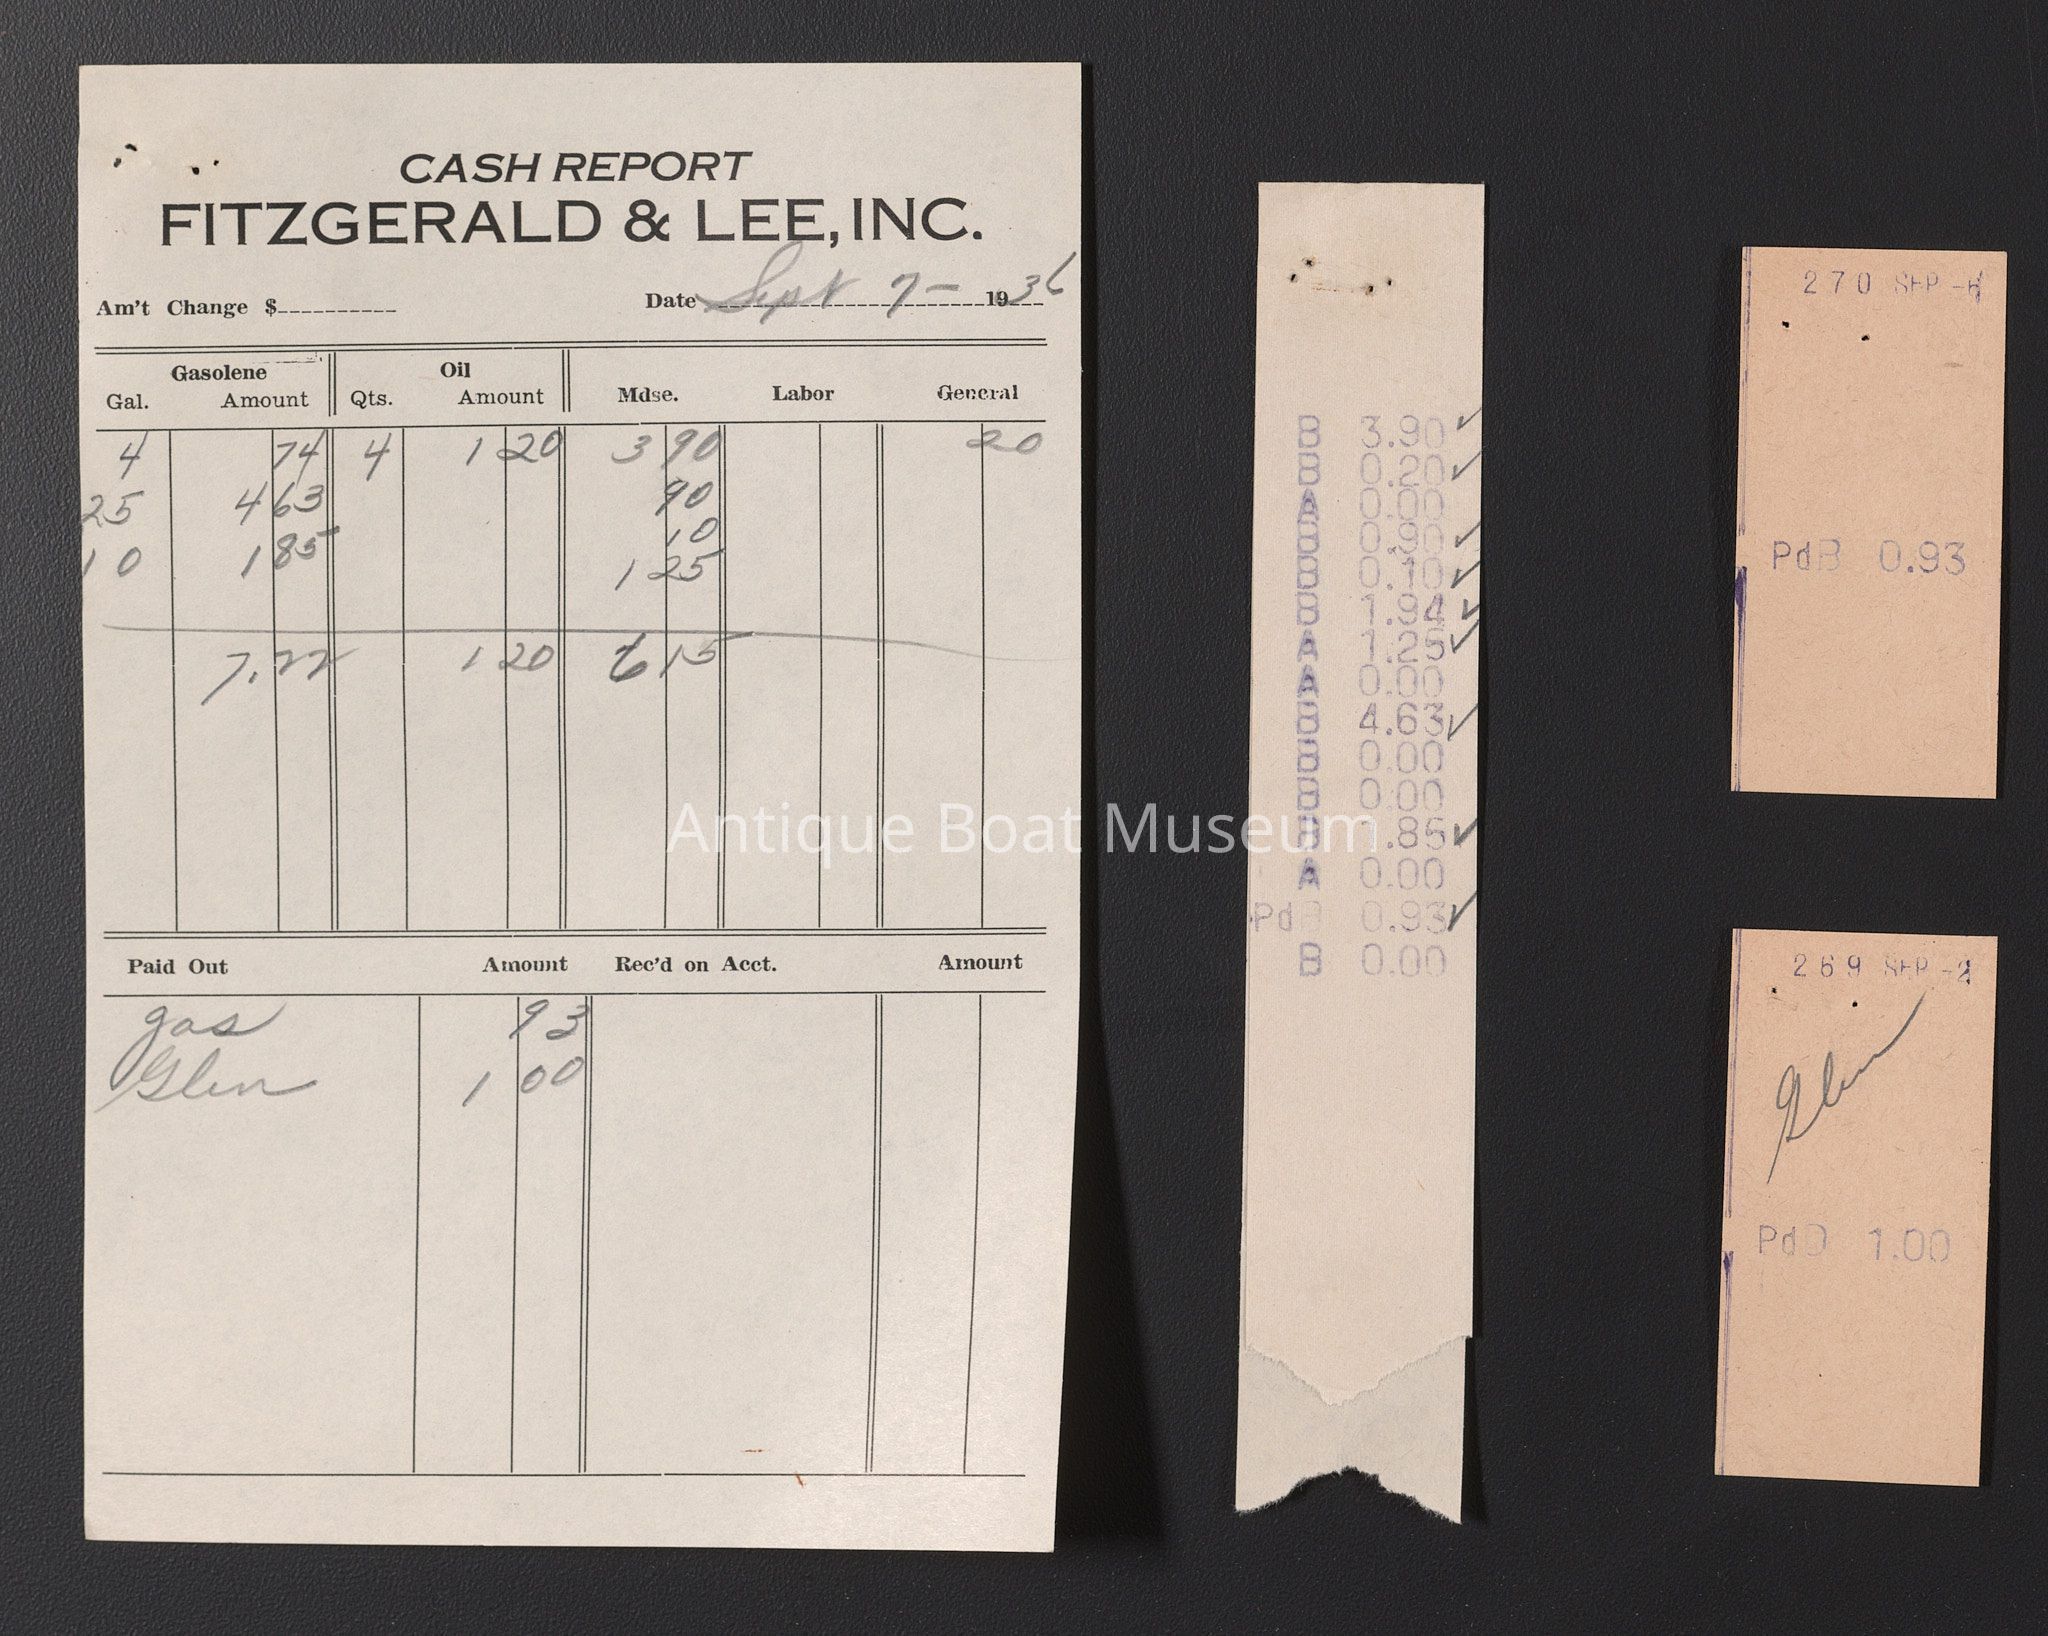 CASH REPORT
FITZGERALD & LEE, INC.
Am't Change $ Date Sept 7- 1936
Gasolene Oil
Gal. Amount Qts. Amount Mdse. Labor General
4 74 4 1 20 3 90 20
25 4 63 90
10 1 85 10
1 25
7.22 1 20 6 15
Paid Out Amount Rec'd on Acct. Amount
gas 93
Glen 1 00
B 3.90 ✓
B 0.20 ✓
A 0.00
B 0.90 ✓
B 0.10 ✓
B 1.94 ✓
A 1.25 ✓
A 0.00
B 4.63 ✓
B 0.00
B 0.00
B 1.85 ✓
A 0.00
PdB 0.93 ✓
B 0.00
270 SEP
PdB 0.93
269 SEP
Glen
PdD 1.00
Antique Boat Museum